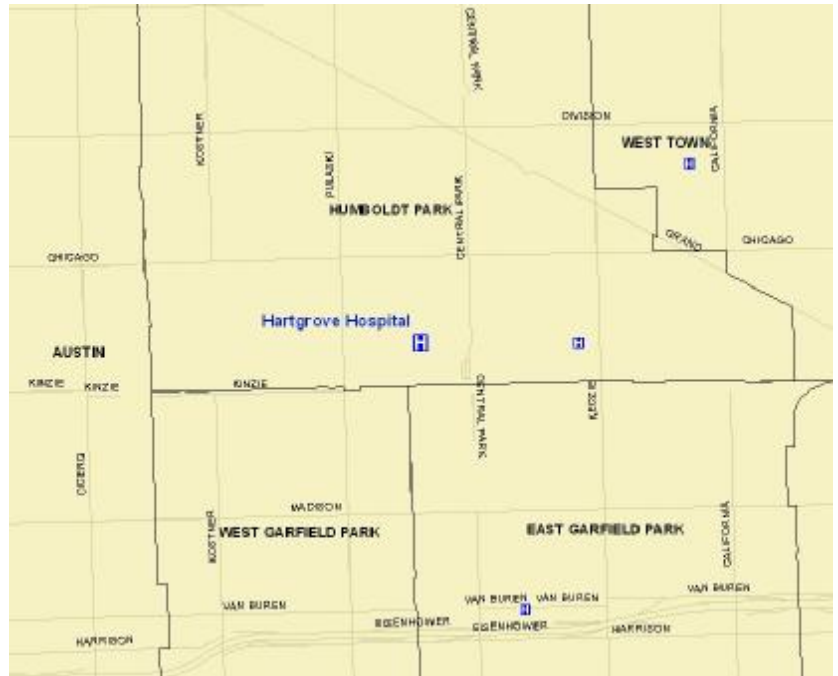 CENTRAL PARK
DIVISION
KOSTNER
CALIFORNIA
WEST TOWN
H
PULASKI
CENTRAL PARK
HUMBOLDT PARK
GRAND
CHICAGO
CHICAGO
Hartgrove Hospital
H
H
AUSTIN
KINZIE
KINZIE
KINZIE
CENTRAL PARK
KEDZIE
CICERO
MADISON
KOSTNER
WEST GARFIELD PARK
EAST GARFIELD PARK
CALIFORNIA
VAN BUREN
VAN BUREN
VAN BUREN
VAN BUREN
H
EISENHOWER
EISENHOWER
HARRISON
HARRISON